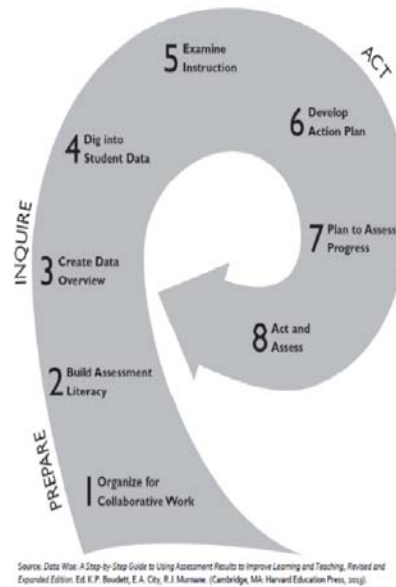 5 Examine
Instruction
ACT
6 Develop
Action Plan
4 Dig into
Student Data
INQUIRE
7 Plan to Assess
Progress
3 Create Data
Overview
8 Act and
Assess
2 Build Assessment
Literacy
PREPARE
1 Organize for
Collaborative Work
Source: Data Wise: A Step-by-Step Guide to Using Assessment Results to Improve Learning and Teaching, Revised and
Expanded Edition. Ed. K.P. Boudett, E.A. City, R.J. Murnane. (Cambridge, MA: Harvard Education Press, 2013).